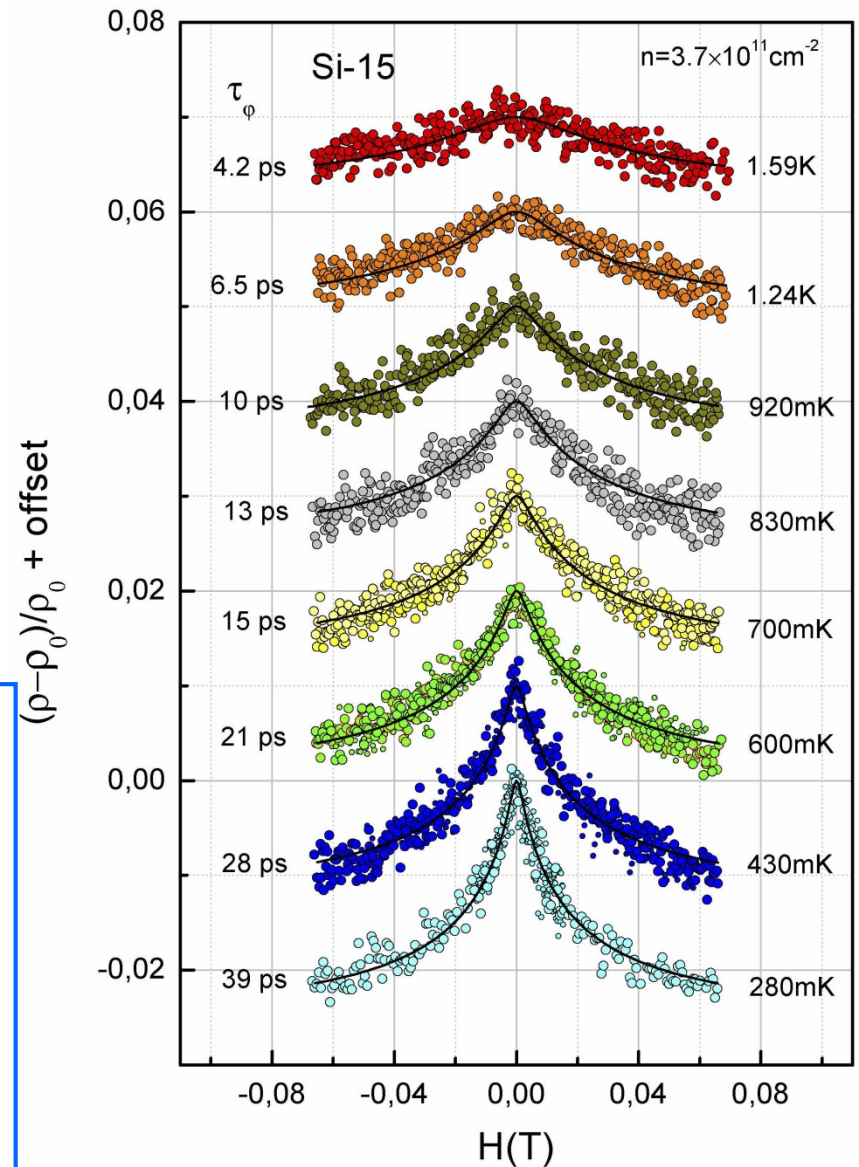 0,08
Si-15
n=3.7×10¹¹cm⁻²
τφ
4.2 ps
1.59K
0,06
6.5 ps
1.24K
0,04
10 ps
920mK
13 ps
830mK
(ρ−ρ₀)/ρ₀ + offset
0,02
15 ps
700mK
21 ps
600mK
0,00
28 ps
430mK
-0,02
39 ps
280mK
-0,08
-0,04
0,00
0,04
0,08
H(T)